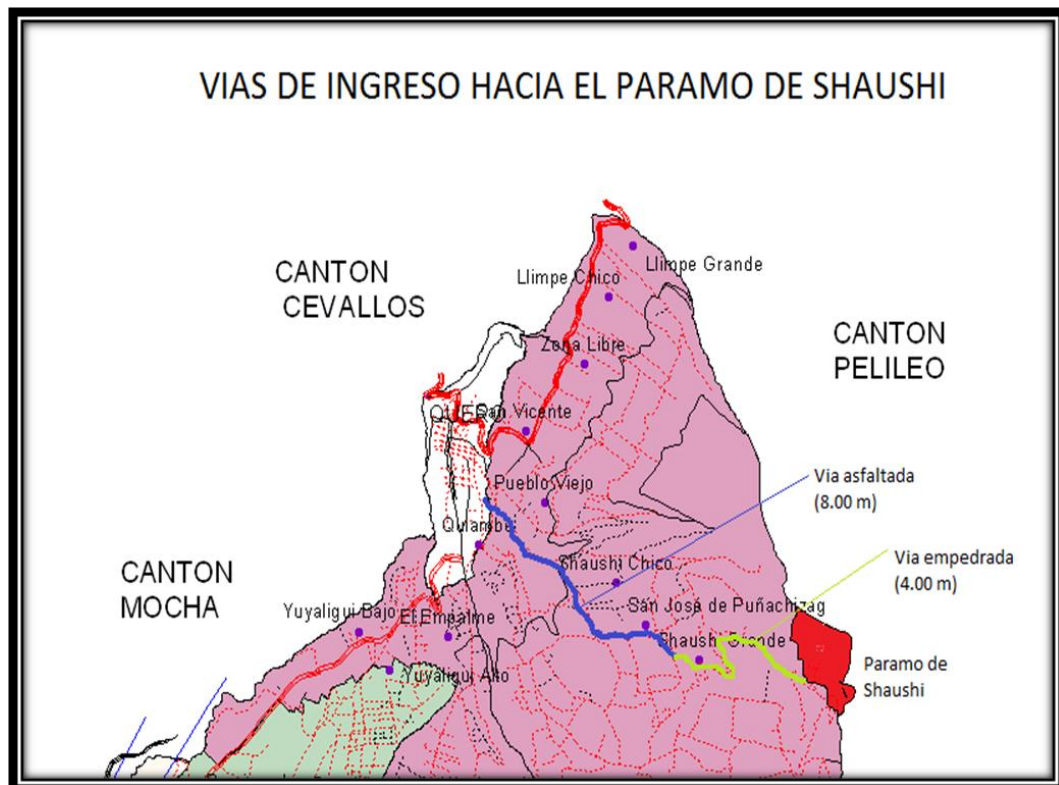 VIAS DE INGRESO HACIA EL PARAMO DE SHAUSHI
Llimpe Grande
Llimpe Chico
CANTON
CEVALLOS
CANTON
PELILEO
Zona Libre
San Vicente
Via asfaltada
(8.00 m)
Pueblo Viejo
Quiambe
Via empedrada
(4.00 m)
Shaushi Chico
CANTON
MOCHA
San José de Puñachizag
Yuyaligui Bajo
El Empalme
Shaushi Grande
Paramo de
Shaushi
Yuyaligui Alto